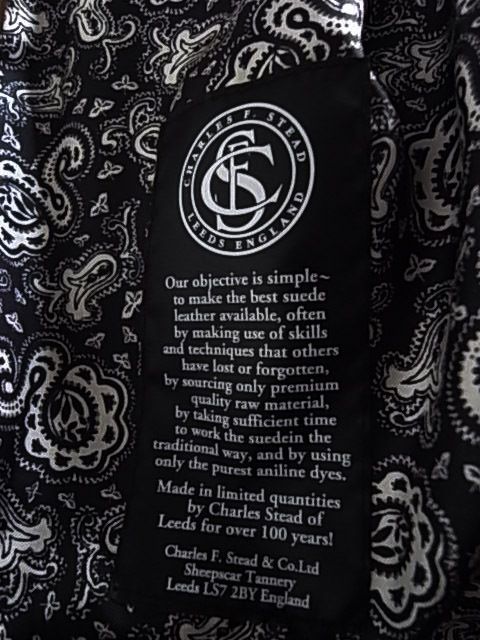 CHARLES F. STEAD
CFS
LEEDS ENGLAND
Our objective is simple~
to make the best suede
leather available, often
by making use of skills
and techniques that others
have lost or forgotten,
by sourcing only premium
quality raw material,
by taking sufficient time
to work the suedein the
traditional way, and by using
only the purest aniline dyes.
Made in limited quantities
by Charles Stead of
Leeds for over 100 years!
Charles F. Stead & Co.Ltd
Sheepscar Tannery
Leeds LS7 2BY England